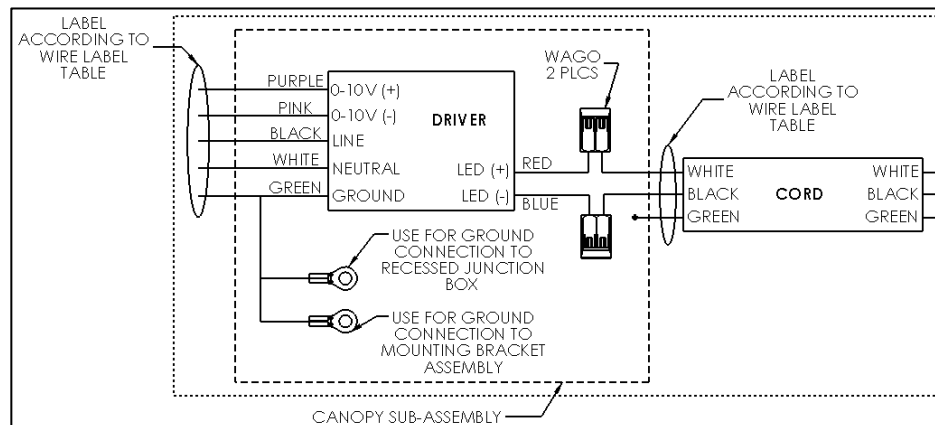 LABEL
ACCORDING TO
WIRE LABEL
TABLE
PURPLE
PINK
BLACK
WHITE
GREEN
0-10V (+)
0-10V (-)
LINE
NEUTRAL
GROUND
DRIVER
LED (+)
LED (-)
RED
BLUE
WAGO
2 PLCS
LABEL
ACCORDING TO
WIRE LABEL
TABLE
WHITE
BLACK
GREEN
CORD
WHITE
BLACK
GREEN
USE FOR GROUND
CONNECTION TO
RECESSED JUNCTION
BOX
USE FOR GROUND
CONNECTION TO
MOUNTING BRACKET
ASSEMBLY
CANOPY SUB-ASSEMBLY